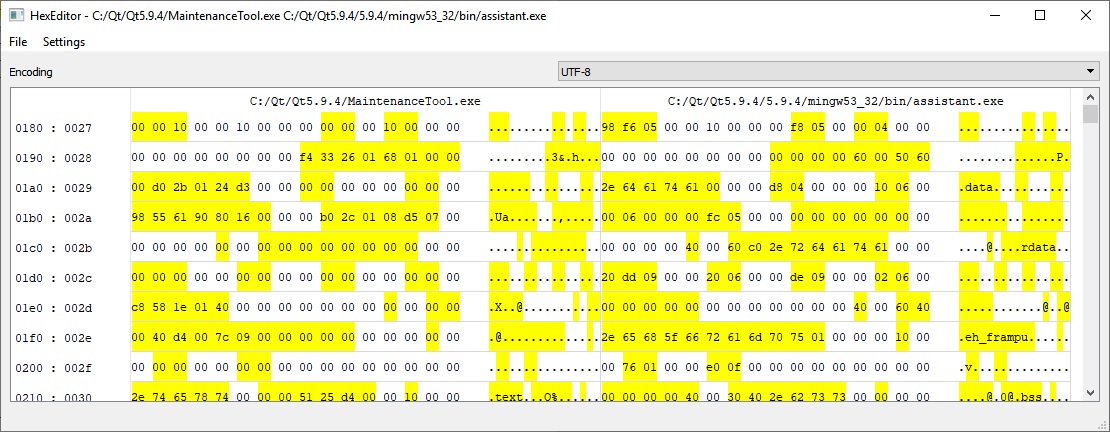 HexEditor - C:/Qt/Qt5.9.4/MaintenanceTool.exe C:/Qt/Qt5.9.4/5.9.4/mingw53_32/bin/assistant.exe
File Settings
Encoding UTF-8
C:/Qt/Qt5.9.4/MaintenanceTool.exe C:/Qt/Qt5.9.4/5.9.4/mingw53_32/bin/assistant.exe
0180 : 0027 00 00 10 00 00 10 00 00 00 00 00 00 10 00 00 00 ................ 98 f6 05 00 00 10 00 00 00 f8 05 00 00 04 00 00 ................
0190 : 0028 00 00 00 00 00 00 00 00 f4 33 26 01 68 01 00 00 .........3&.h... 00 00 00 00 00 00 00 00 00 00 00 00 60 00 50 60 ..............P.
01a0 : 0029 00 d0 2b 01 24 d3 00 00 00 00 00 00 00 00 00 00 ................ 2e 64 61 74 61 00 00 00 d8 04 00 00 00 10 06 00 .data...........
01b0 : 002a 98 55 61 90 80 16 00 00 00 b0 2c 01 08 d5 07 00 .Ua.......,..... 00 06 00 00 00 fc 05 00 00 00 00 00 00 00 00 00 ................
01c0 : 002b 00 00 00 00 00 00 00 00 00 00 00 00 00 00 00 00 ................ 00 00 00 00 40 00 60 c0 2e 72 64 61 74 61 00 00 ....@....rdata..
01d0 : 002c 00 00 00 00 00 00 00 00 00 00 00 00 00 00 00 00 ................ 20 dd 09 00 00 20 06 00 00 de 09 00 00 02 06 00 ................
01e0 : 002d c8 58 1e 01 40 00 00 00 00 00 00 00 00 00 00 00 .X..@........... 00 00 00 00 00 00 00 00 00 00 00 00 40 00 60 40 ............@..@
01f0 : 002e 00 40 d4 00 7c 09 00 00 00 00 00 00 00 00 00 00 .@.............. 2e 65 68 5f 66 72 61 6d 70 75 01 00 00 00 10 00 .eh_frampu......
0200 : 002f 00 00 00 00 00 00 00 00 00 00 00 00 00 00 00 00 ................ 00 76 01 00 00 e0 0f 00 00 00 00 00 00 00 00 00 .v..............
0210 : 0030 2e 74 65 78 74 00 00 00 51 25 d4 00 00 10 00 00 .text...Q%...... 00 00 00 00 40 00 30 40 2e 62 73 73 00 00 00 00 ....@.0@.bss....